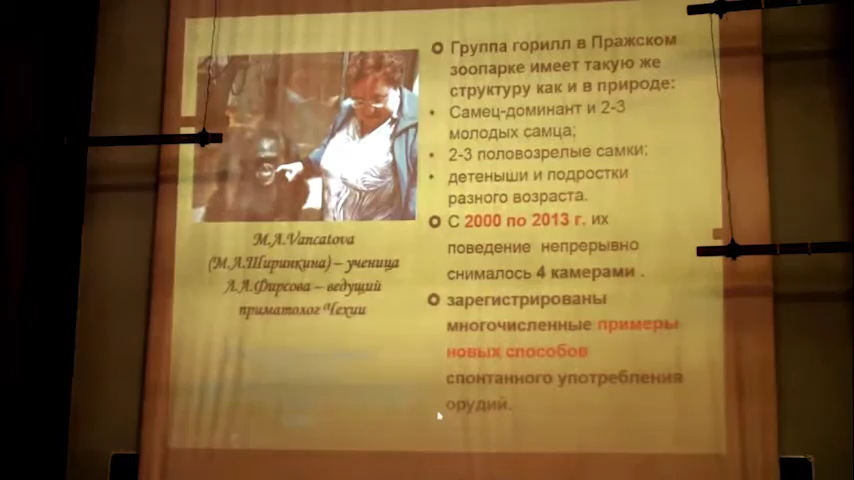 Группа горилл в Пражском
зоопарке имеет такую же
структуру как и в природе:
Самец-доминант и 2-3
молодых самца;
2-3 половозрелые самки;
детеныши и подростки
разного возраста.
С 2000 по 2013 г. их
поведение непрерывно
снималось 4 камерами .
зарегистрированы
многочисленные примеры
новых способов
спонтанного употребления
орудий.
M.A.Vancatova
(М.А.Ширинкина) – ученица
Л.А.Фирсова – ведущий
приматолог Чехии